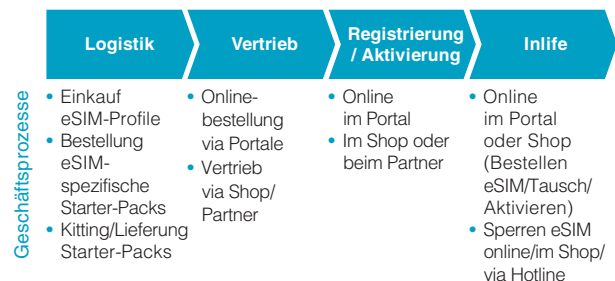 Geschäftsprozesse
Logistik
• Einkauf
eSIM-Profile
• Bestellung
eSIM-
spezifische
Starter-Packs
• Kitting/Lieferung
Starter-Packs
Vertrieb
• Online-
bestellung
via Portale
• Vertrieb
via Shop/
Partner
Registrierung
/ Aktivierung
• Online
im Portal
• Im Shop oder
beim Partner
Inlife
• Online
im Portal
oder Shop
(Bestellen
eSIM/Tausch/
Aktivieren)
• Sperren eSIM
online/im Shop/
via Hotline